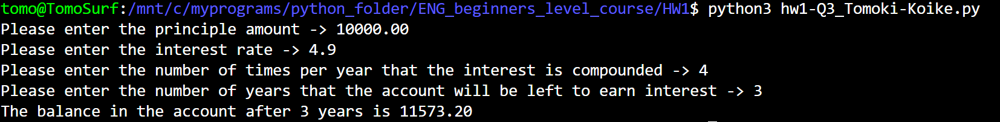 tomo@TomoSurf:/mnt/c/myprograms/python_folder/ENG_beginners_level_course/HW1$ python3 hw1-Q3_Tomoki-Koike.py
Please enter the principle amount -> 10000.00
Please enter the interest rate -> 4.9
Please enter the number of times per year that the interest is compounded -> 4
Please enter the number of years that the account will be left to earn interest -> 3
The balance in the account after 3 years is 11573.20